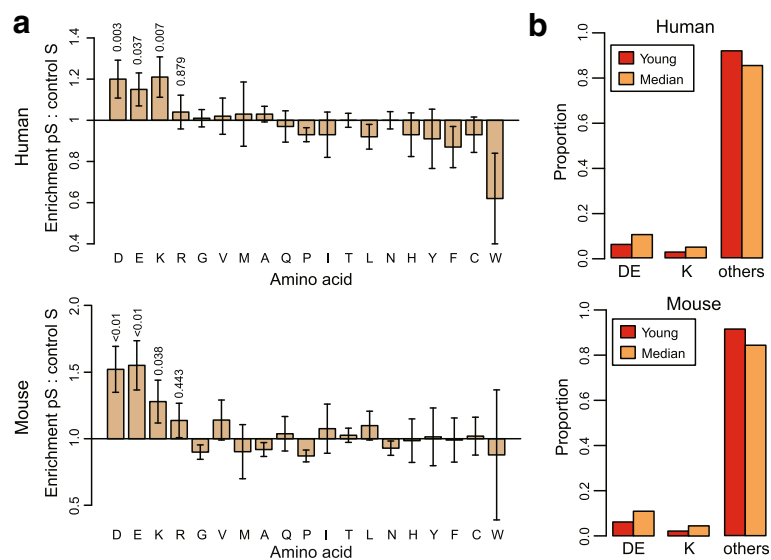 a
Enrichment pS : control S
Human
0.4 0.6 0.8 1 1.2 1.4
0.003 0.037 0.007 0.879
D E K R G V M A Q P I T L N H Y F C W
Amino acid
b
Human
Young
Median
Proportion
0.0 0.2 0.4 0.6 0.8 1.0
DE K others
Enrichment pS : control S
Mouse
0.5 1.0 1.5 2.0
<0.01 <0.01 0.038 0.443
D E K R G V M A Q P I T L N H Y F C W
Amino acid
Mouse
Young
Median
Proportion
0.0 0.2 0.4 0.6 0.8 1.0
DE K others